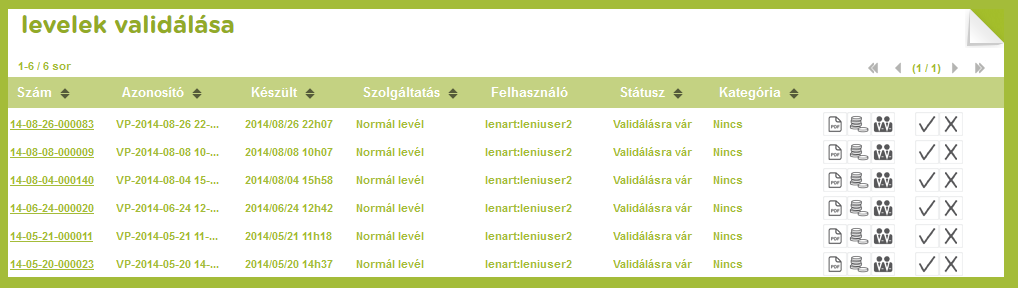 levelek validálása
1-6 / 6 sor (1 / 1)
Szám Azonosító Készült Szolgáltatás Felhasználó Státusz Kategória
14-08-26-000083 VP-2014-08-26 22-... 2014/08/26 22h07 Normál levél lenart:leniuser2 Validálásra vár Nincs PDF
14-08-08-000009 VP-2014-08-08 10-... 2014/08/08 10h07 Normál levél lenart:leniuser2 Validálásra vár Nincs PDF
14-08-04-000140 VP-2014-08-04 15-... 2014/08/04 15h58 Normál levél lenart:leniuser2 Validálásra vár Nincs PDF
14-06-24-000020 VP-2014-06-24 12-... 2014/06/24 12h42 Normál levél lenart:leniuser2 Validálásra vár Nincs PDF
14-05-21-000011 VP-2014-05-21 11-... 2014/05/21 11h18 Normál levél lenart:leniuser2 Validálásra vár Nincs PDF
14-05-20-000023 VP-2014-05-20 14-... 2014/05/20 14h37 Normál levél lenart:leniuser2 Validálásra vár Nincs PDF